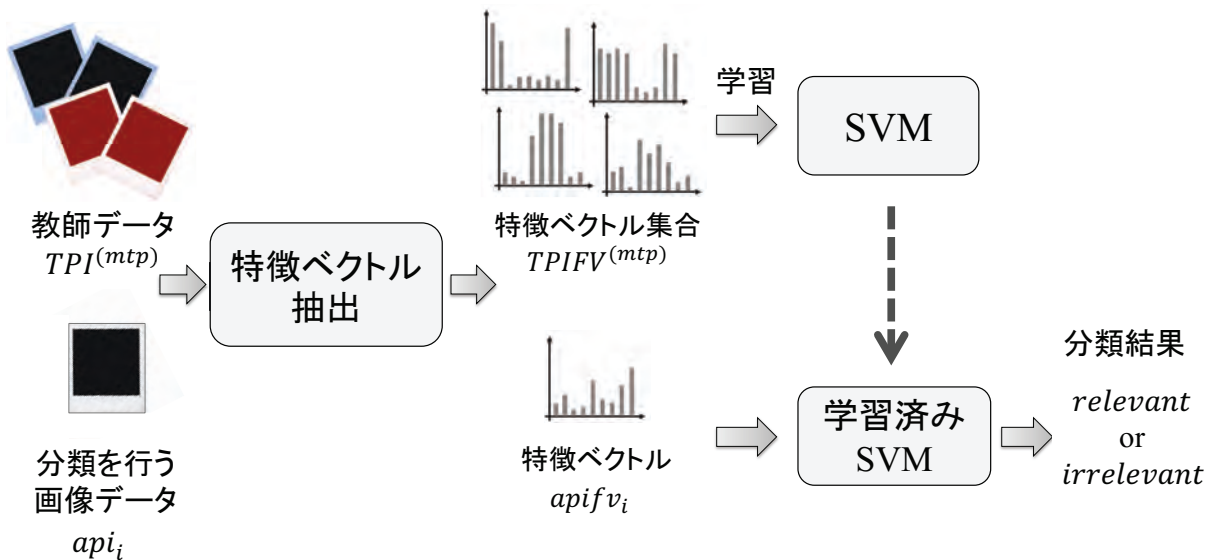 教師データ
TPI^(mtp)
分類を行う
画像データ
api_i
特徴ベクトル
抽出
特徴ベクトル集合
TPIFV^(mtp)
特徴ベクトル
apifv_i
学習
SVM
学習済み
SVM
分類結果
relevant
or
irrelevant